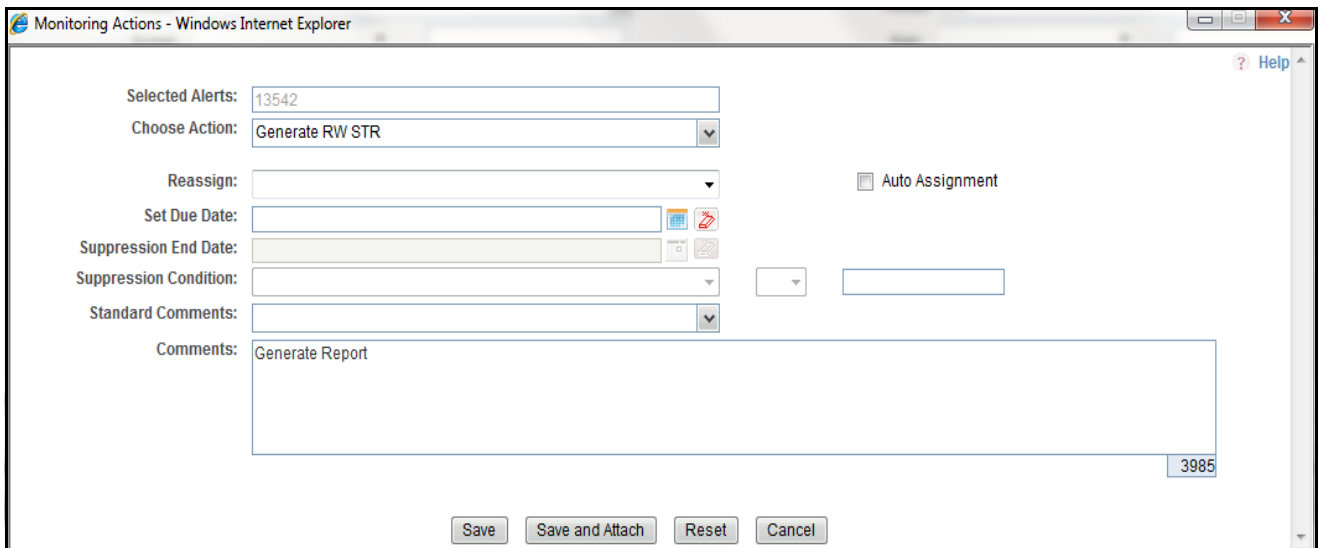 Monitoring Actions - Windows Internet Explorer
? Help
Selected Alerts: 13542
Choose Action: Generate RW STR
Reassign: Auto Assignment
Set Due Date:
Suppression End Date:
Suppression Condition:
Standard Comments:
Comments: Generate Report
3985
Save Save and Attach Reset Cancel